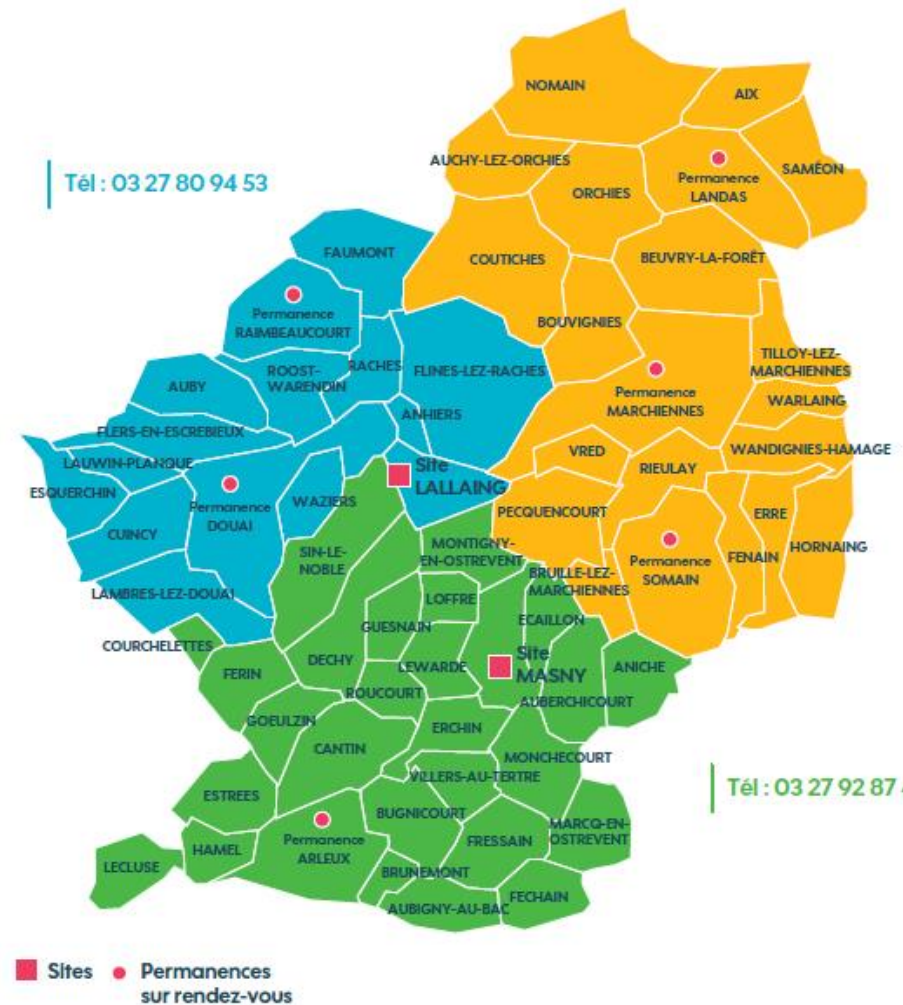 NOMAIN
AIX
AUCHY-LEZ-ORCHIES
ORCHIES
Permanence
LANDAS
SAMÉON
Tél : 03 27 80 94 53
FAUMONT
COUTICHES
BEUVRY-LA-FORÊT
Permanence
RAIMBEAUCOURT
BOUVIGNIES
RACHES
FLINES-LEZ-RACHES
TILLOY-LEZ-
MARCHIENNES
AUBY
ROOST-
WARENDIN
Permanence
MARCHIENNES
WARLAING
ANHIERS
FLERS-EN-ESCREBIEUX
VRED
WANDIGNIES-HAMAGE
LAUWIN-PLANQUE
Site
LALLAING
RIEULAY
ESQUERCHIN
Permanence
DOUAI
WAZIERS
PECQUENCOURT
ERRE
CUINCY
SIN-LE-
NOBLE
MONTIGNY-
EN-OSTREVENT
BRUILLE-LEZ-
MARCHIENNES
Permanence
SOMAIN
FENAIN
HORNAING
LAMBRES-LEZ-DOUAI
LOFFRE
ECAILLON
COURCHELETTES
GUESNAIN
FERIN
DECHY
LEWARDE
Site
MASNY
ANICHE
ROUCOURT
AUBERCHICOURT
GOEULZIN
CANTIN
ERCHIN
MONCHECOURT
VILLERS-AU-TERTRE
ESTREES
Tél : 03 27 92 87
BUGNICOURT
MARCQ-EN-
OSTREVENT
HAMEL
Permanence
ARLEUX
FRESSAIN
LECLUSE
BRUNEMONT
FECHAIN
AUBIGNY-AU-BAC
Sites
Permanences
sur rendez-vous